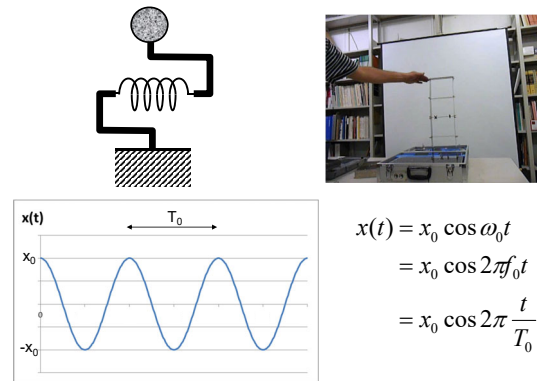 x(t)
T₀
x₀
0
-x₀
x(t) = x₀ cos ω₀t
= x₀ cos 2πf₀t
= x₀ cos 2π t/T₀